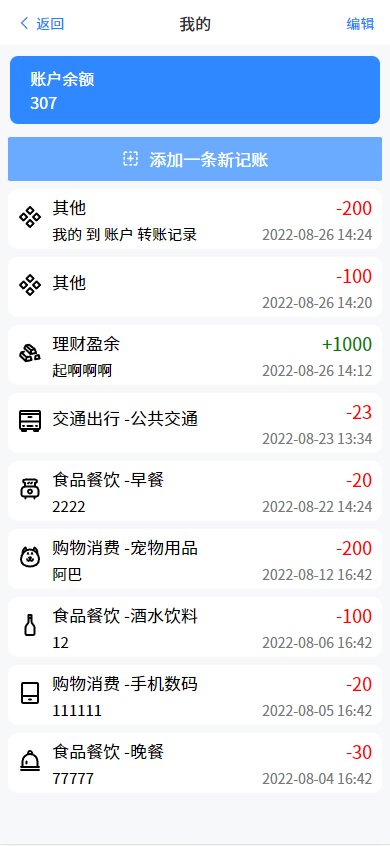 返回 我的 编辑
账户余额
307
添加一条新记账
其他 -200
我的 到 账户 转账记录 2022-08-26 14:24
其他 -100
2022-08-26 14:20
理财盈余 +1000
起啊啊啊 2022-08-26 14:12
交通出行 -公共交通 -23
2022-08-23 13:34
食品餐饮 -早餐 -20
2222 2022-08-22 14:24
购物消费 -宠物用品 -200
阿巴 2022-08-12 16:42
食品餐饮 -酒水饮料 -100
12 2022-08-06 16:42
购物消费 -手机数码 -20
111111 2022-08-05 16:42
食品餐饮 -晚餐 -30
77777 2022-08-04 16:42